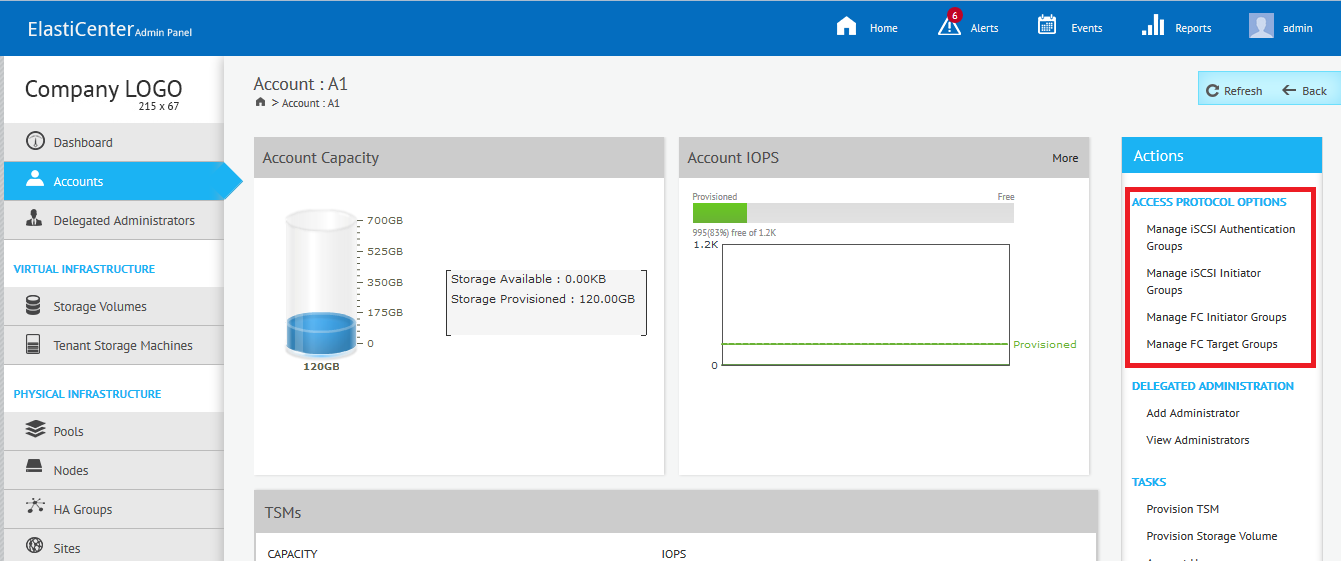 ElastiCenter Admin Panel
Home
6
Alerts
Events
Reports
admin
Company LOGO
215 x 67
Dashboard
Accounts
Delegated Administrators
VIRTUAL INFRASTRUCTURE
Storage Volumes
Tenant Storage Machines
PHYSICAL INFRASTRUCTURE
Pools
Nodes
HA Groups
Sites
Account : A1
> Account : A1
Refresh
Back
Account Capacity
700GB
525GB
350GB
175GB
0
120GB
Storage Available : 0.00KB
Storage Provisioned : 120.00GB
Account IOPS
More
Provisioned
Free
995(83%) free of 1.2K
1.2K
0
Provisioned
TSMs
CAPACITY
IOPS
Actions
ACCESS PROTOCOL OPTIONS
Manage iSCSI Authentication
Groups
Manage iSCSI Initiator
Groups
Manage FC Initiator Groups
Manage FC Target Groups
DELEGATED ADMINISTRATION
Add Administrator
View Administrators
TASKS
Provision TSM
Provision Storage Volume